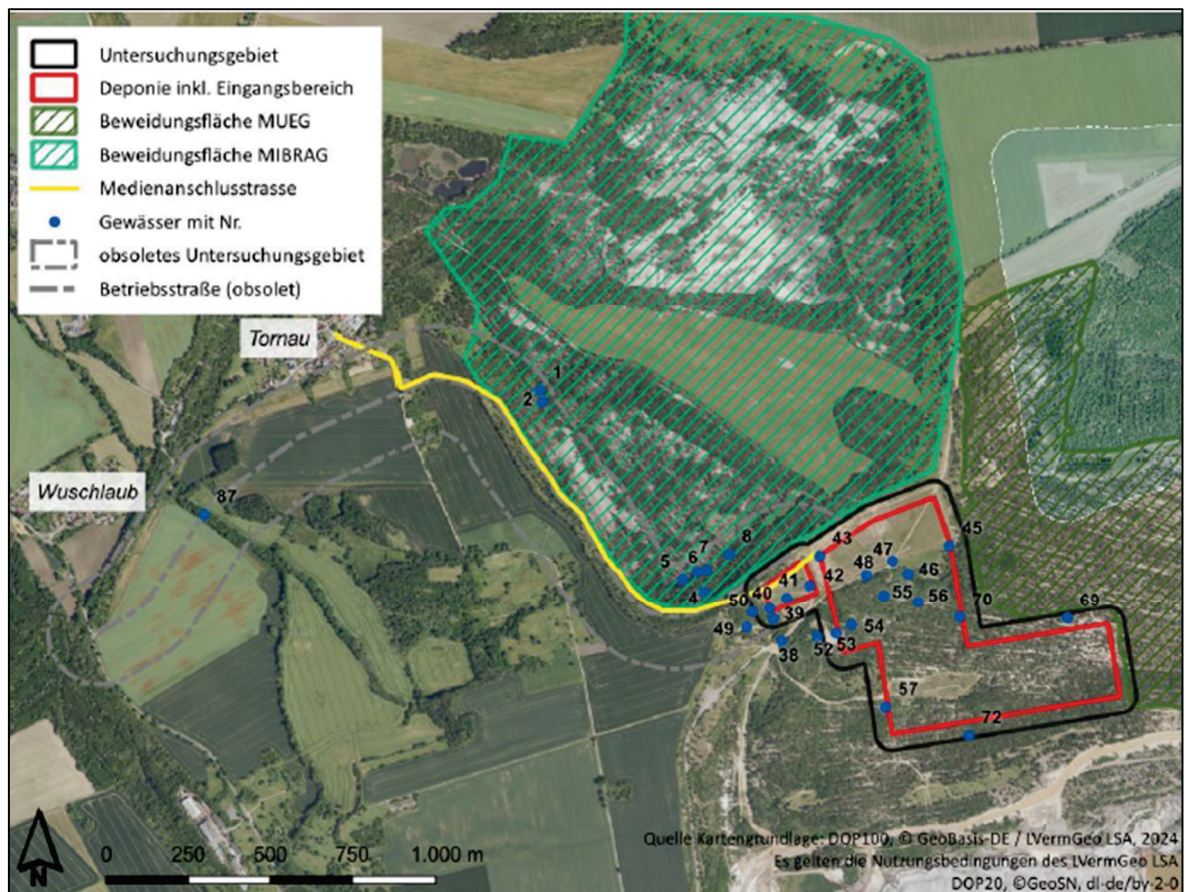 Untersuchungsgebiet
Deponie inkl. Eingangsbereich
Beweidungsfläche MUEG
Beweidungsfläche MIBRAG
Medienanschlusstrasse
Gewässer mit Nr.
obsoletes Untersuchungsgebiet
Betriebsstraße (obsolet)
Tornau
1
2
Wuschlaub
87
8
7
6
5
4
43
45
47
48
46
42
41
40
50
39
55
56
70
69
49
38
52
53
54
57
72
N
0 250 500 750 1.000 m
Quelle Kartengrundlage: DOP100, © GeoBasis-DE / LVermGeo LSA, 2024
Es gelten die Nutzungsbedingungen des LVermGeo LSA
DOP20, ©GeoSN, dl-de/by-2-0